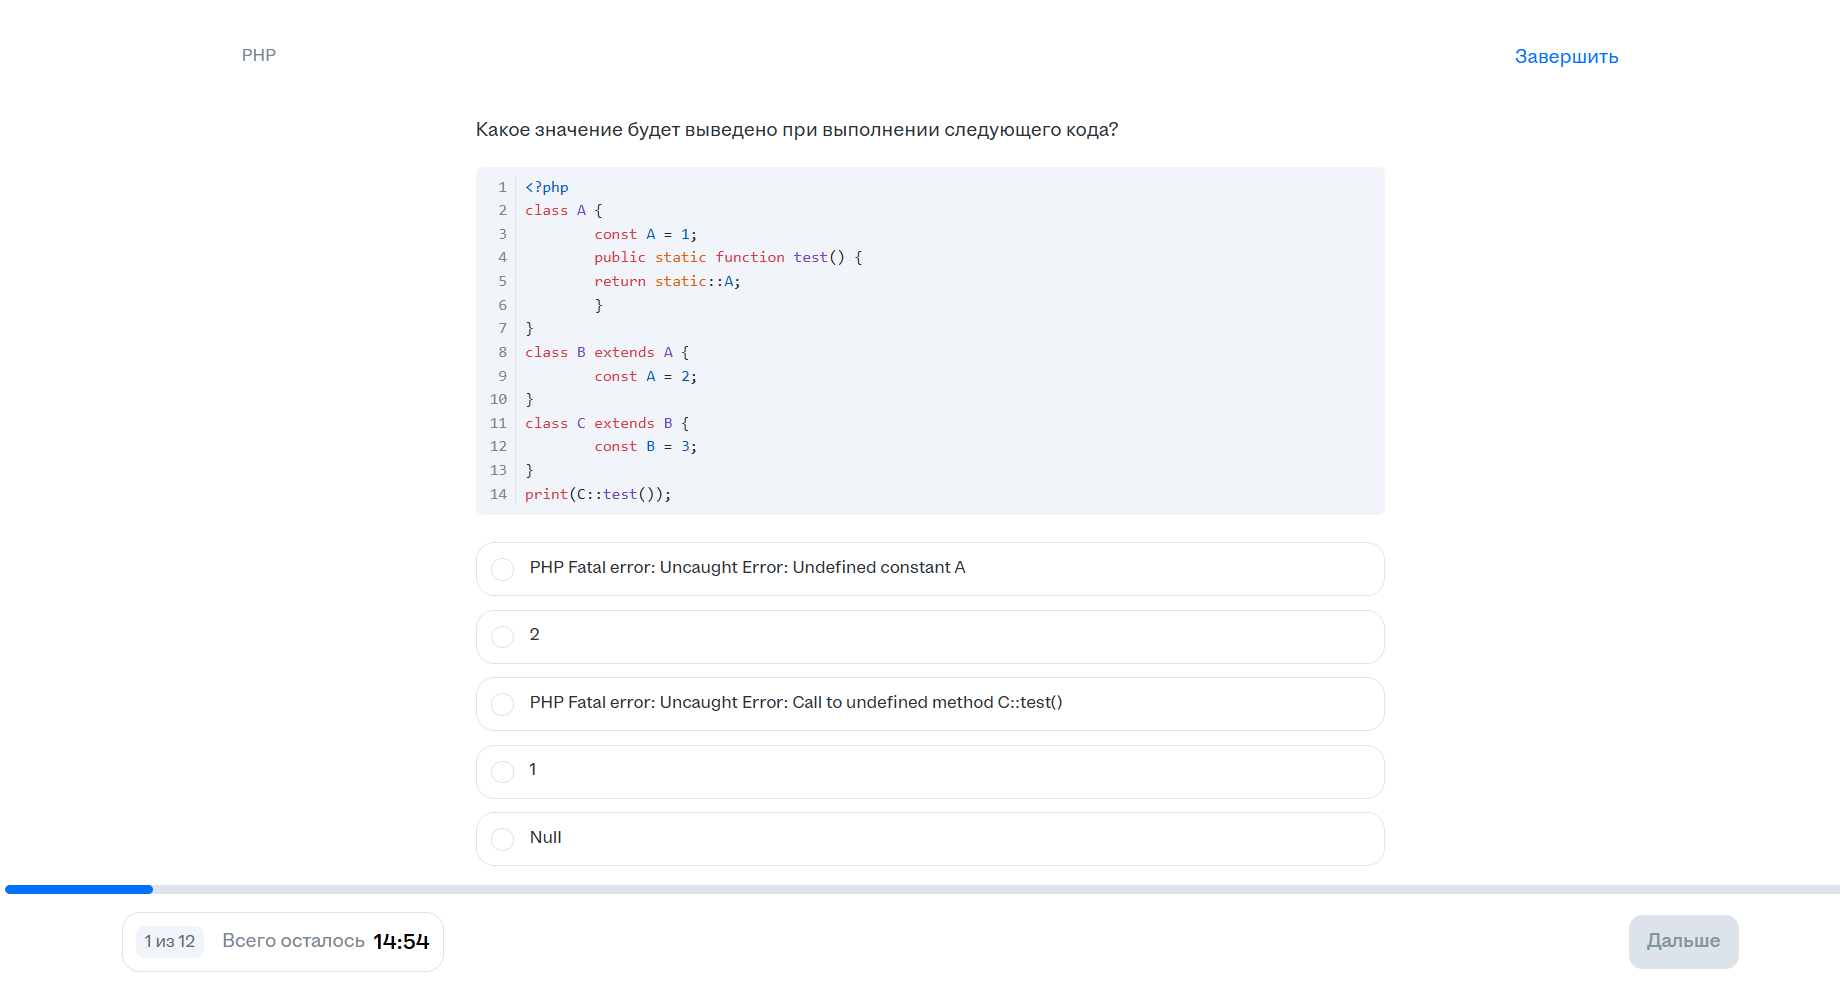 PHP
Завершить
Какое значение будет выведено при выполнении следующего кода?
1 <?php
2 class A {
3         const A = 1;
4         public static function test() {
5         return static::A;
6         }
7 }
8 class B extends A {
9         const A = 2;
10 }
11 class C extends B {
12         const B = 3;
13 }
14 print(C::test());
PHP Fatal error: Uncaught Error: Undefined constant A
2
PHP Fatal error: Uncaught Error: Call to undefined method C::test()
1
Null
1 из 12 Всего осталось 14:54
Дальше